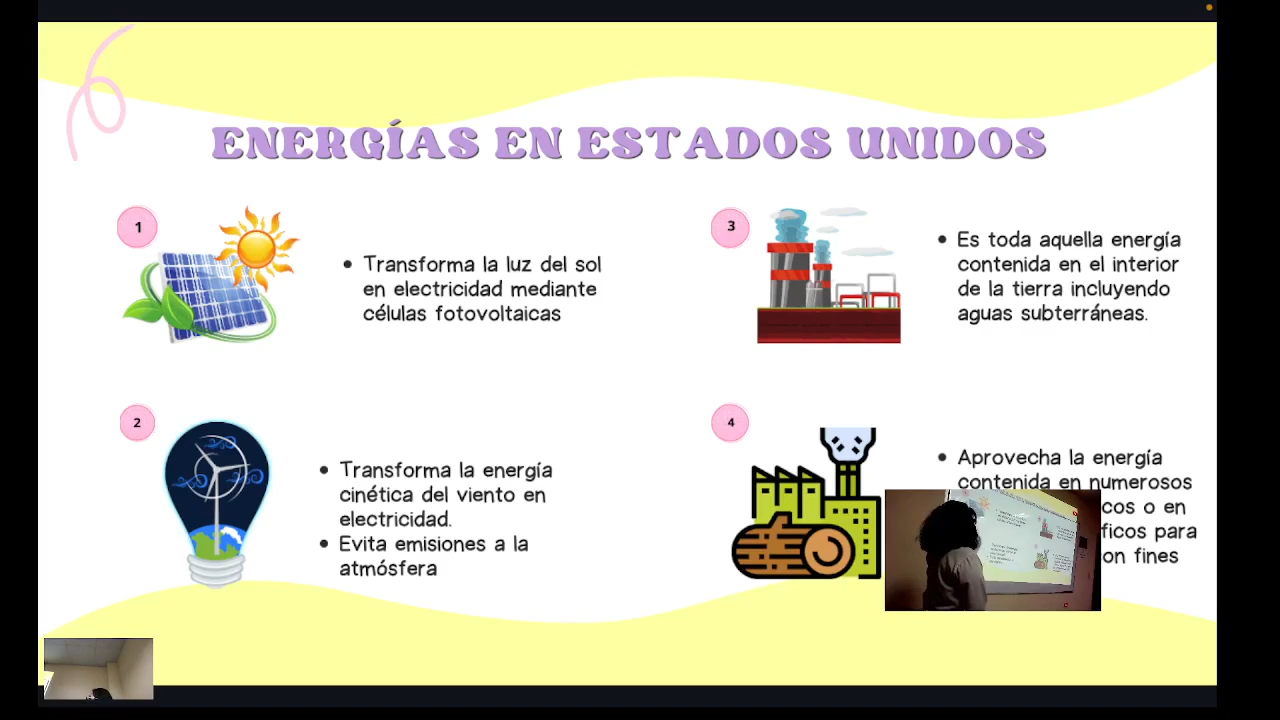 ENERGÍAS EN ESTADOS UNIDOS
1
Transforma la luz del sol
en electricidad mediante
células fotovoltaicas
2
Transforma la energía
cinética del viento en
electricidad.
Evita emisiones a la
atmósfera
3
Es toda aquella energía
contenida en el interior
de la tierra incluyendo
aguas subterráneas.
4
Aprovecha la energía
contenida en numerosos
cos o en
ficos para
on fines